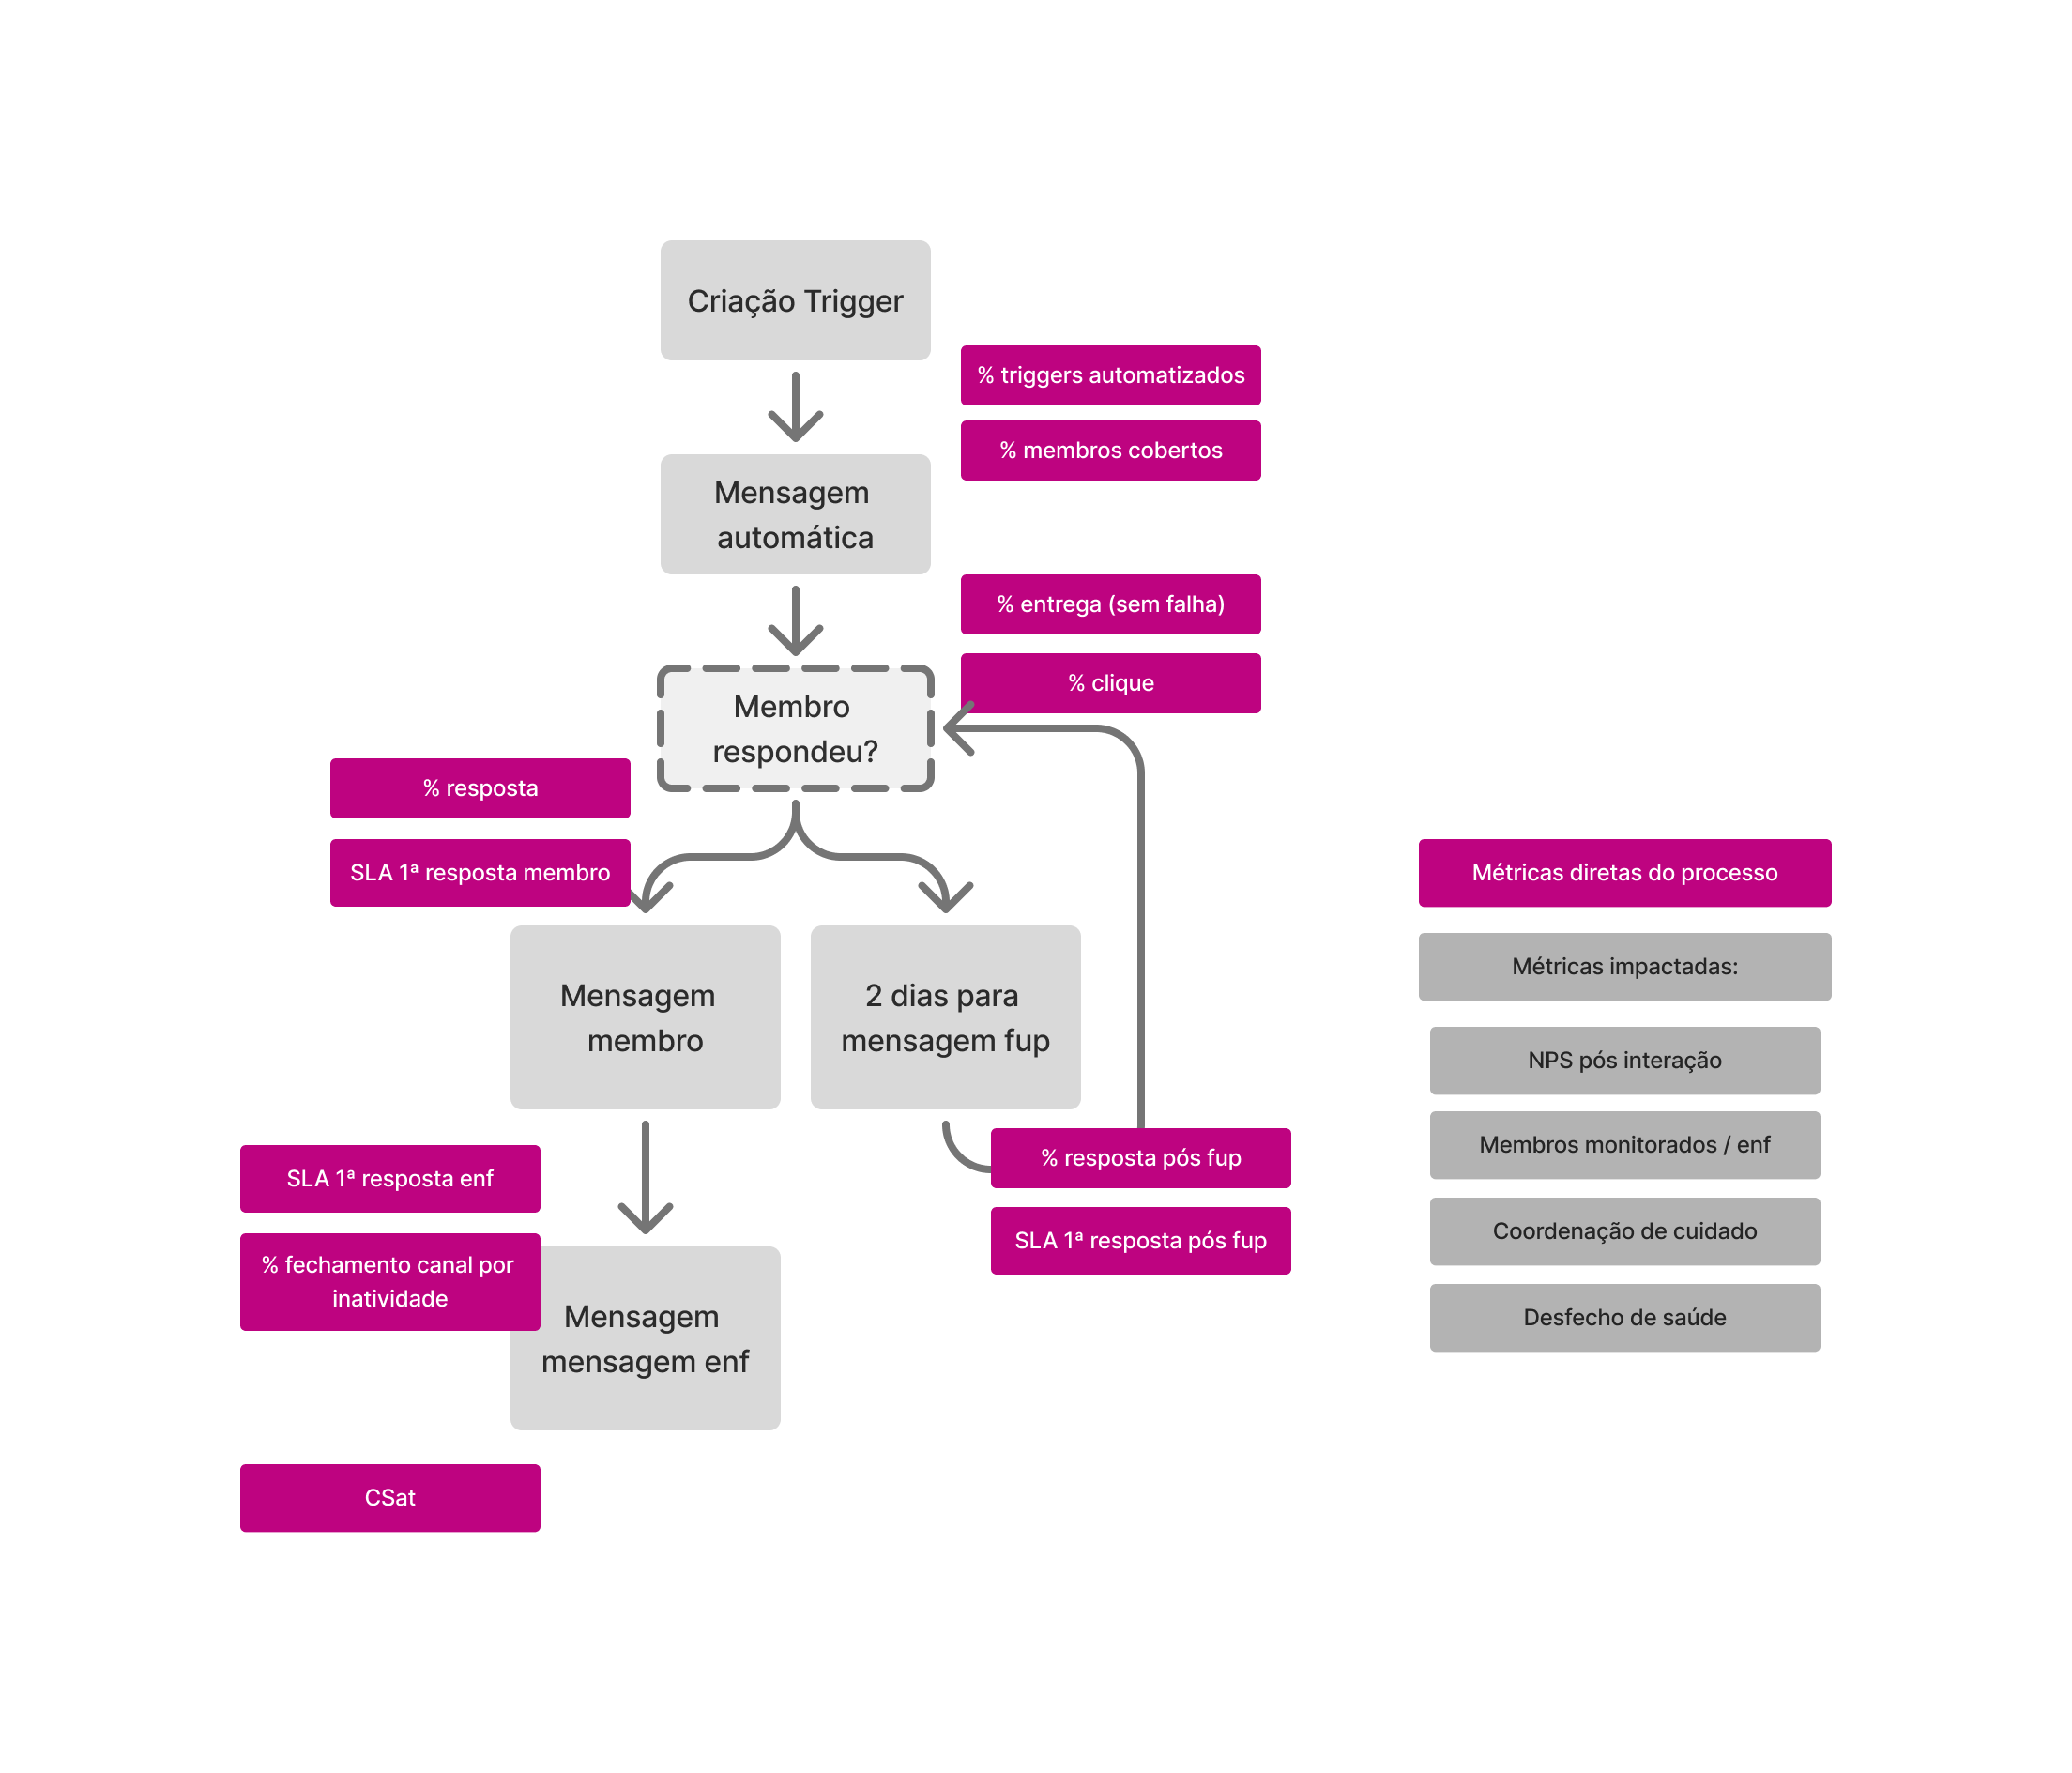 Criação Trigger
% triggers automatizados
% membros cobertos
Mensagem
automática
% entrega (sem falha)
% clique
Membro
respondeu?
% resposta
SLA 1ª resposta membro
Mensagem
membro
2 dias para
mensagem fup
% resposta pós fup
SLA 1ª resposta pós fup
SLA 1ª resposta enf
% fechamento canal por
inatividade
Mensagem
mensagem enf
CSat
Métricas diretas do processo
Métricas impactadas:
NPS pós interação
Membros monitorados / enf
Coordenação de cuidado
Desfecho de saúde